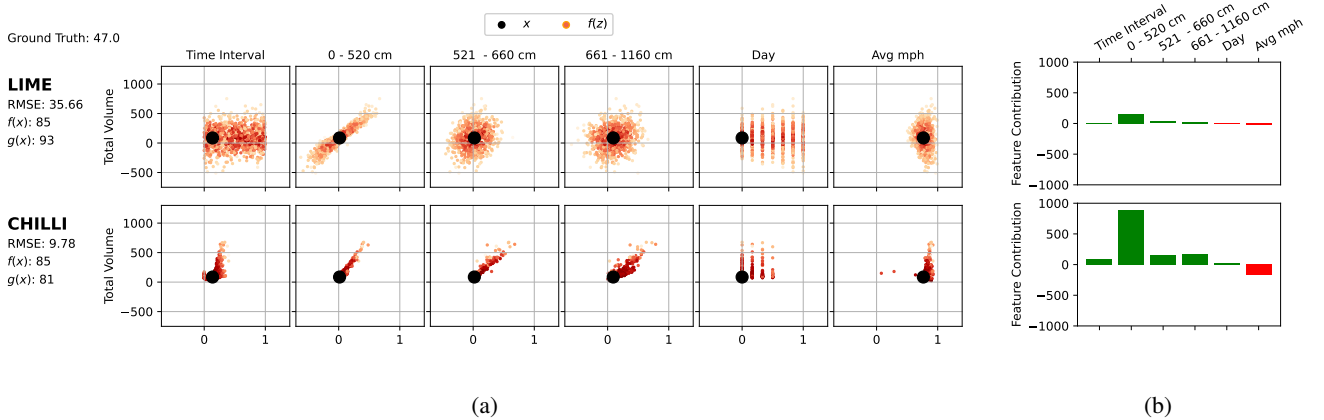 x f(z)
Ground Truth: 47.0
Time Interval 0 - 520 cm 521 - 660 cm 661 - 1160 cm Day Avg mph
LIME
RMSE: 35.66
f(x): 85
g(x): 93
Total Volume
1000
500
0
−500
CHILLI
RMSE: 9.78
f(x): 85
g(x): 81
Total Volume
1000
500
0
−500
0 1 0 1 0 1 0 1 0 1 0 1
(a)
Time Interval
0 - 520 cm
521 - 660 cm
661 - 1160 cm
Day
Avg mph
Feature Contribution
1000
500
0
−500
−1000
Feature Contribution
1000
500
0
−500
−1000
(b)